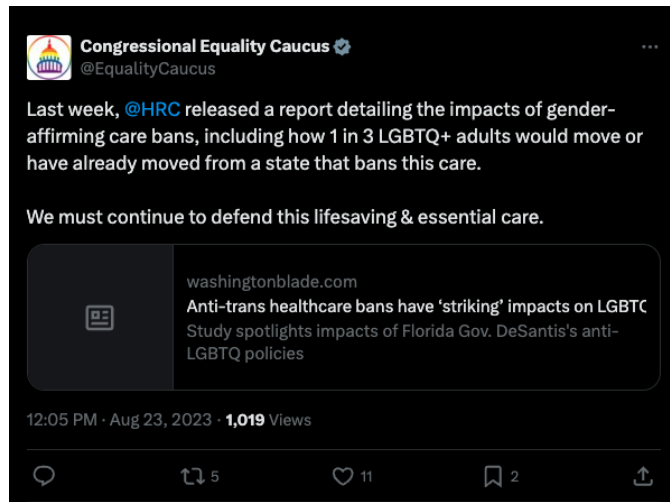 Congressional Equality Caucus
@EqualityCaucus
Last week, @HRC released a report detailing the impacts of gender-
affirming care bans, including how 1 in 3 LGBTQ+ adults would move or
have already moved from a state that bans this care.
We must continue to defend this lifesaving & essential care.
washingtonblade.com
Anti-trans healthcare bans have ‘striking’ impacts on LGBTC
Study spotlights impacts of Florida Gov. DeSantis's anti-
LGBTQ policies
12:05 PM · Aug 23, 2023 · 1,019 Views
5 11 2